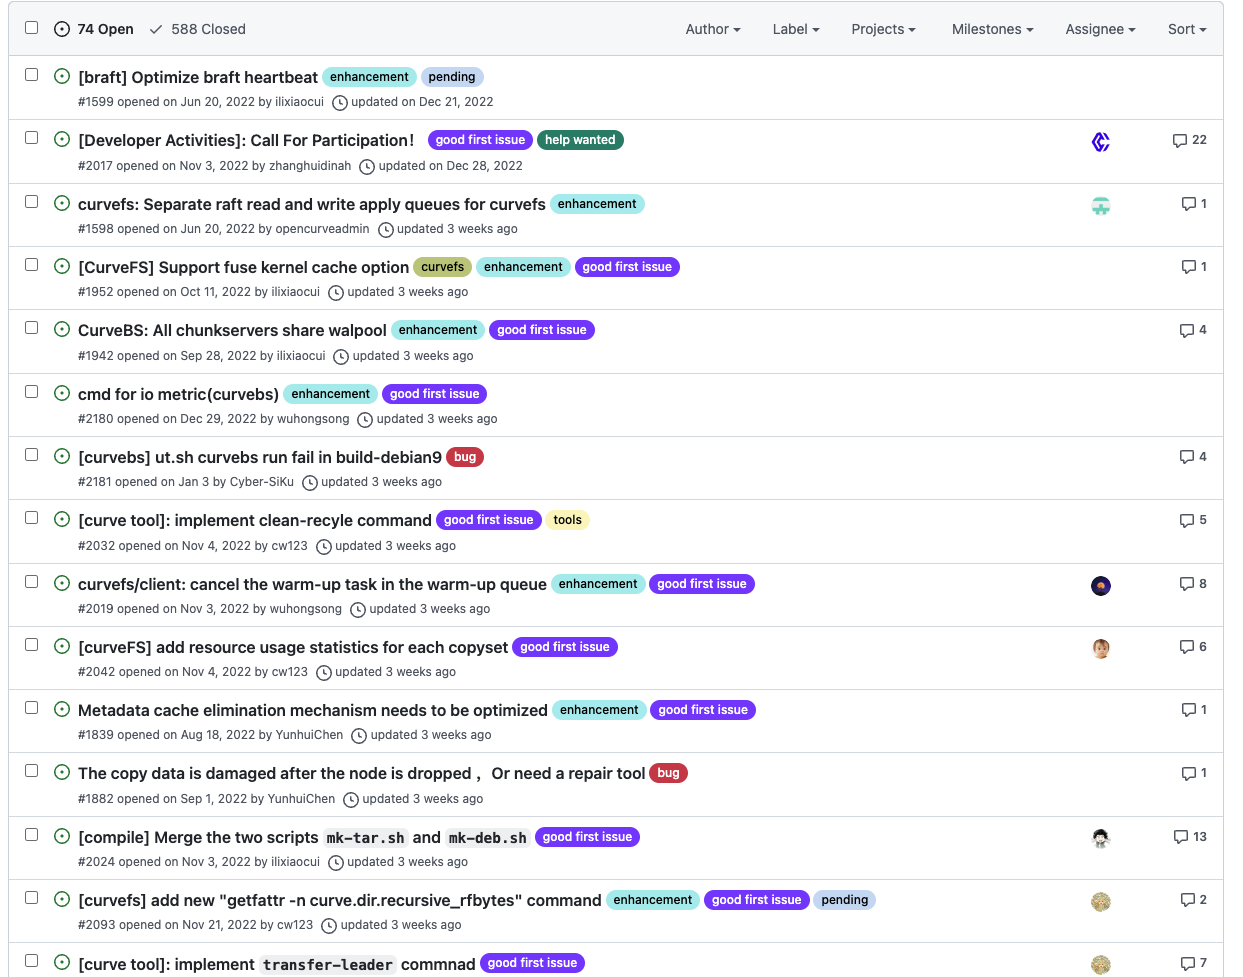 74 Open 588 Closed Author Label Projects Milestones Assignee Sort
[braft] Optimize braft heartbeat enhancement pending
#1599 opened on Jun 20, 2022 by ilixiaocui updated on Dec 21, 2022
[Developer Activities]: Call For Participation！ good first issue help wanted 22
#2017 opened on Nov 3, 2022 by zhanghuidinah updated on Dec 28, 2022
curvefs: Separate raft read and write apply queues for curvefs enhancement 1
#1598 opened on Jun 20, 2022 by opencurveadmin updated 3 weeks ago
[CurveFS] Support fuse kernel cache option curvefs enhancement good first issue 1
#1952 opened on Oct 11, 2022 by ilixiaocui updated 3 weeks ago
CurveBS: All chunkservers share walpool enhancement good first issue 4
#1942 opened on Sep 28, 2022 by ilixiaocui updated 3 weeks ago
cmd for io metric(curvebs) enhancement good first issue
#2180 opened on Dec 29, 2022 by wuhongsong updated 3 weeks ago
[curvebs] ut.sh curvebs run fail in build-debian9 bug 4
#2181 opened on Jan 3 by Cyber-SiKu updated 3 weeks ago
[curve tool]: implement clean-recyle command good first issue tools 5
#2032 opened on Nov 4, 2022 by cw123 updated 3 weeks ago
curvefs/client: cancel the warm-up task in the warm-up queue enhancement good first issue 8
#2019 opened on Nov 3, 2022 by wuhongsong updated 3 weeks ago
[curveFS] add resource usage statistics for each copyset good first issue 6
#2042 opened on Nov 4, 2022 by cw123 updated 3 weeks ago
Metadata cache elimination mechanism needs to be optimized enhancement good first issue 1
#1839 opened on Aug 18, 2022 by YunhuiChen updated 3 weeks ago
The copy data is damaged after the node is dropped ，Or need a repair tool bug 1
#1882 opened on Sep 1, 2022 by YunhuiChen updated 3 weeks ago
[compile] Merge the two scripts mk-tar.sh and mk-deb.sh good first issue 13
#2024 opened on Nov 3, 2022 by ilixiaocui updated 3 weeks ago
[curvefs] add new "getfattr -n curve.dir.recursive_rfbytes" command enhancement good first issue pending 2
#2093 opened on Nov 21, 2022 by cw123 updated 3 weeks ago
[curve tool]: implement transfer-leader commnad good first issue 7